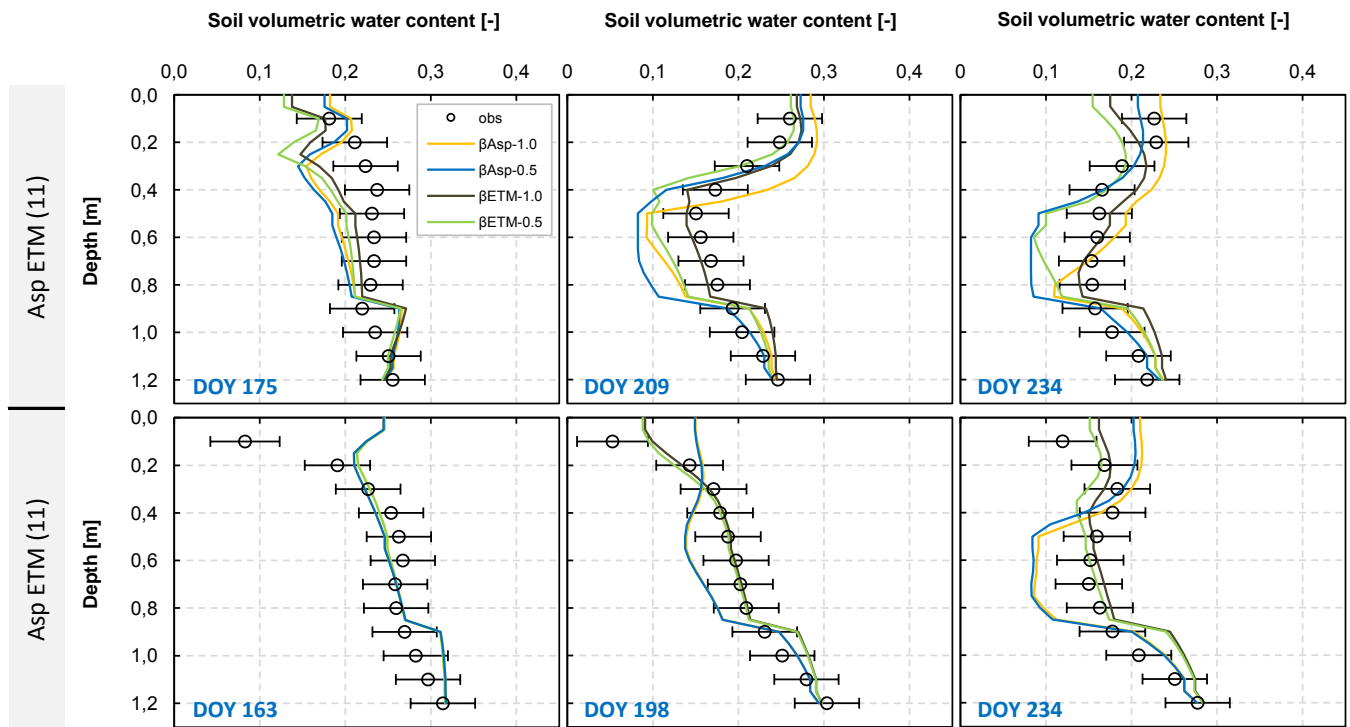 Soil volumetric water content [-]
Soil volumetric water content [-]
Soil volumetric water content [-]
0,0 0,1 0,2 0,3 0,4
0 0,1 0,2 0,3 0,4
0 0,1 0,2 0,3 0,4
Asp ETM (11)
Depth [m]
0,0
0,2
0,4
0,6
0,8
1,0
1,2
obs
βAsp-1.0
βAsp-0.5
βETM-1.0
βETM-0.5
DOY 175
DOY 209
DOY 234
Asp ETM (11)
Depth [m]
0,0
0,2
0,4
0,6
0,8
1,0
1,2
DOY 163
DOY 198
DOY 234